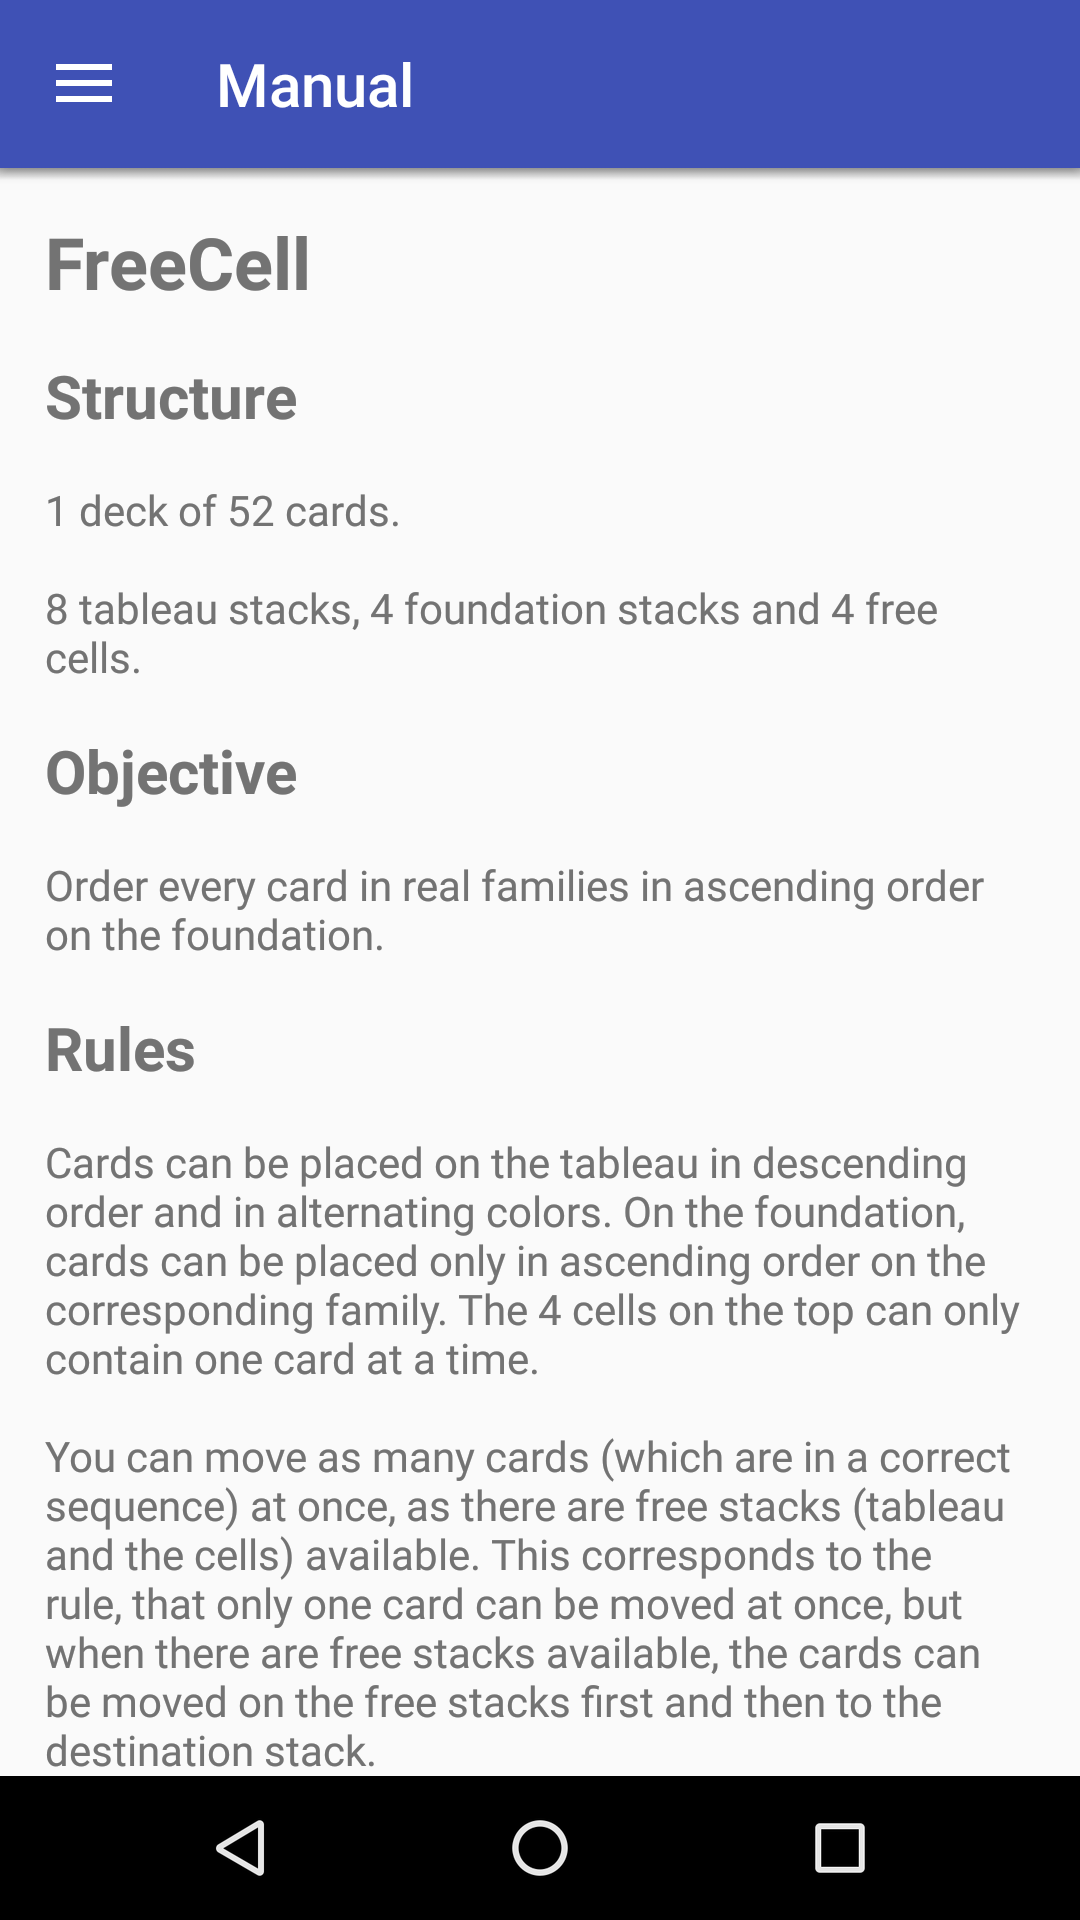 Manual
FreeCell
Structure
1 deck of 52 cards.
8 tableau stacks, 4 foundation stacks and 4 free
cells.
Objective
Order every card in real families in ascending order
on the foundation.
Rules
Cards can be placed on the tableau in descending
order and in alternating colors. On the foundation,
cards can be placed only in ascending order on the
corresponding family. The 4 cells on the top can only
contain one card at a time.
You can move as many cards (which are in a correct
sequence) at once, as there are free stacks (tableau
and the cells) available. This corresponds to the
rule, that only one card can be moved at once, but
when there are free stacks available, the cards can
be moved on the free stacks first and then to the
destination stack.